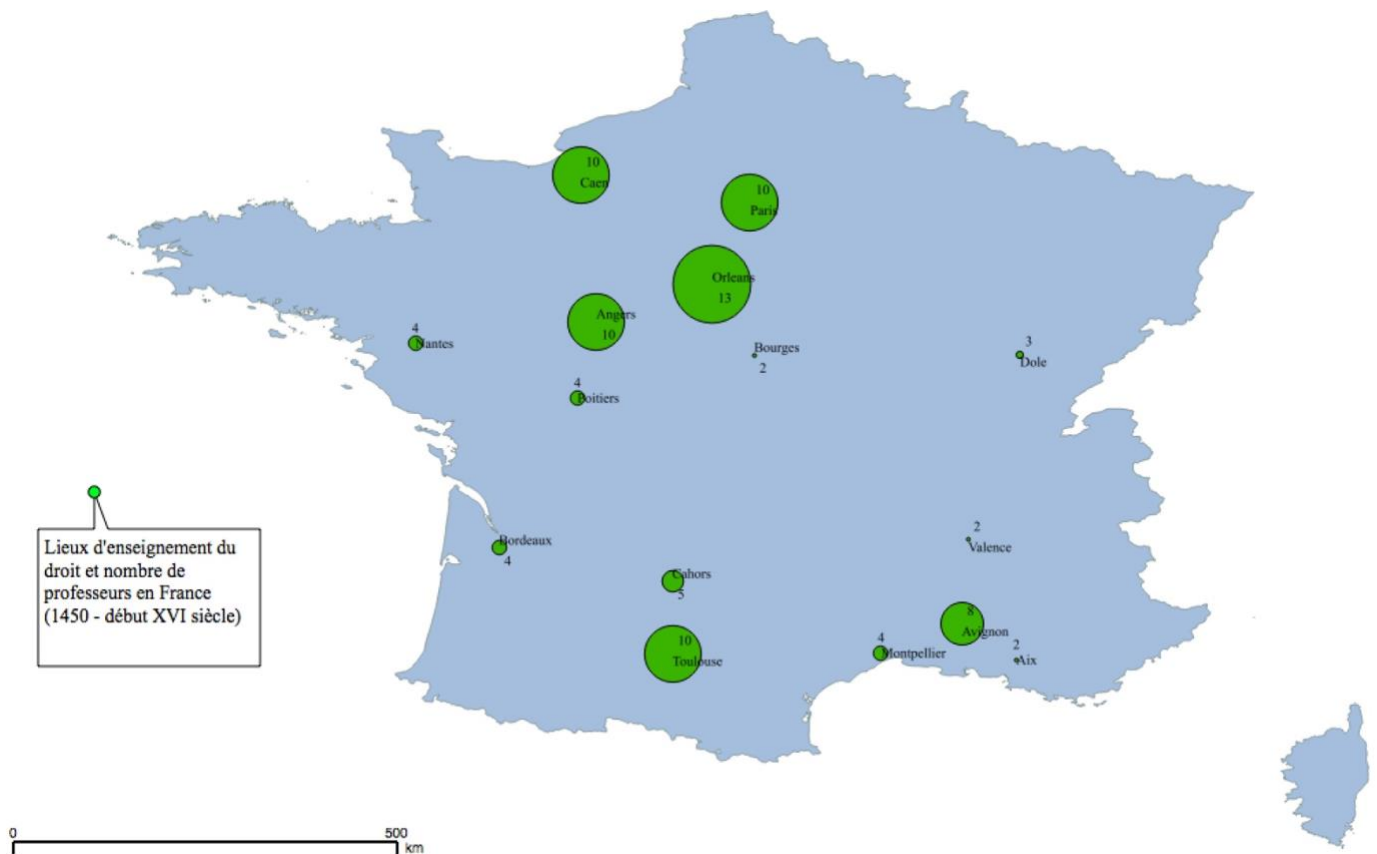 10
Caen
10
Paris
Orleans
13
Angers
10
4
Nantes
Bourges
2
3
Dole
4
Poitiers
Lieux d'enseignement du
droit et nombre de
professeurs en France
(1450 - début XVI siècle)
Bordeaux
4
2
Valence
Cahors
5
8
Avignon
10
Toulouse
4
Montpellier
2
Aix
0
500
km